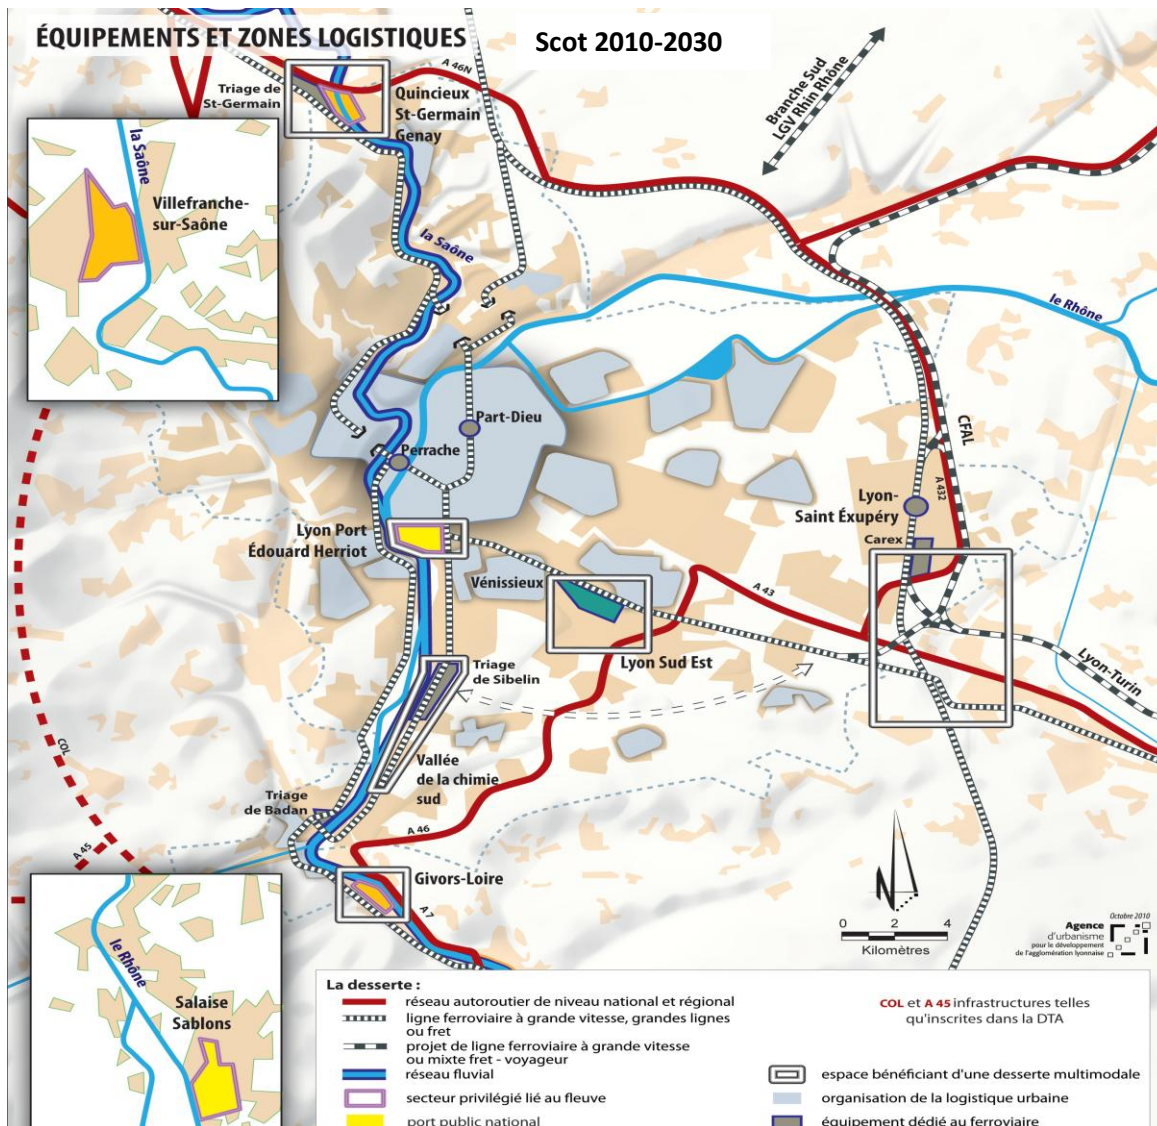 ÉQUIPEMENTS ET ZONES LOGISTIQUES
Scot 2010-2030
A 46N
Triage de
St-Germain
Quincieux
St-Germain
Genay
Branche Sud
LGV Rhin Rhône
la Saône
Villefranche-
sur-Saône
la Saône
le Rhône
Part-Dieu
Perrache
CFAL
A 432
Lyon-
Saint Éxupéry
Carex
Lyon Port
Édouard Herriot
Vénissieux
A 43
Lyon Sud Est
Lyon-Turin
Triage
de Sibelin
COL
Vallée
de la chimie
sud
Triage
de Badan
A 45
A 46
Givors-Loire
A 7
N
0 2 4
Kilomètres
Octobre 2010
Agence
d'urbanisme
pour le développement
de l'agglomération lyonnaise
le Rhône
Salaise
Sablons
La desserte :
réseau autoroutier de niveau national et régional
ligne ferroviaire à grande vitesse, grandes lignes
ou fret
projet de ligne ferroviaire à grande vitesse
ou mixte fret - voyageur
réseau fluvial
secteur privilégié lié au fleuve
port public national
COL et A 45 infrastructures telles
qu'inscrites dans la DTA
espace bénéficiant d'une desserte multimodale
organisation de la logistique urbaine
équipement dédié au ferroviaire